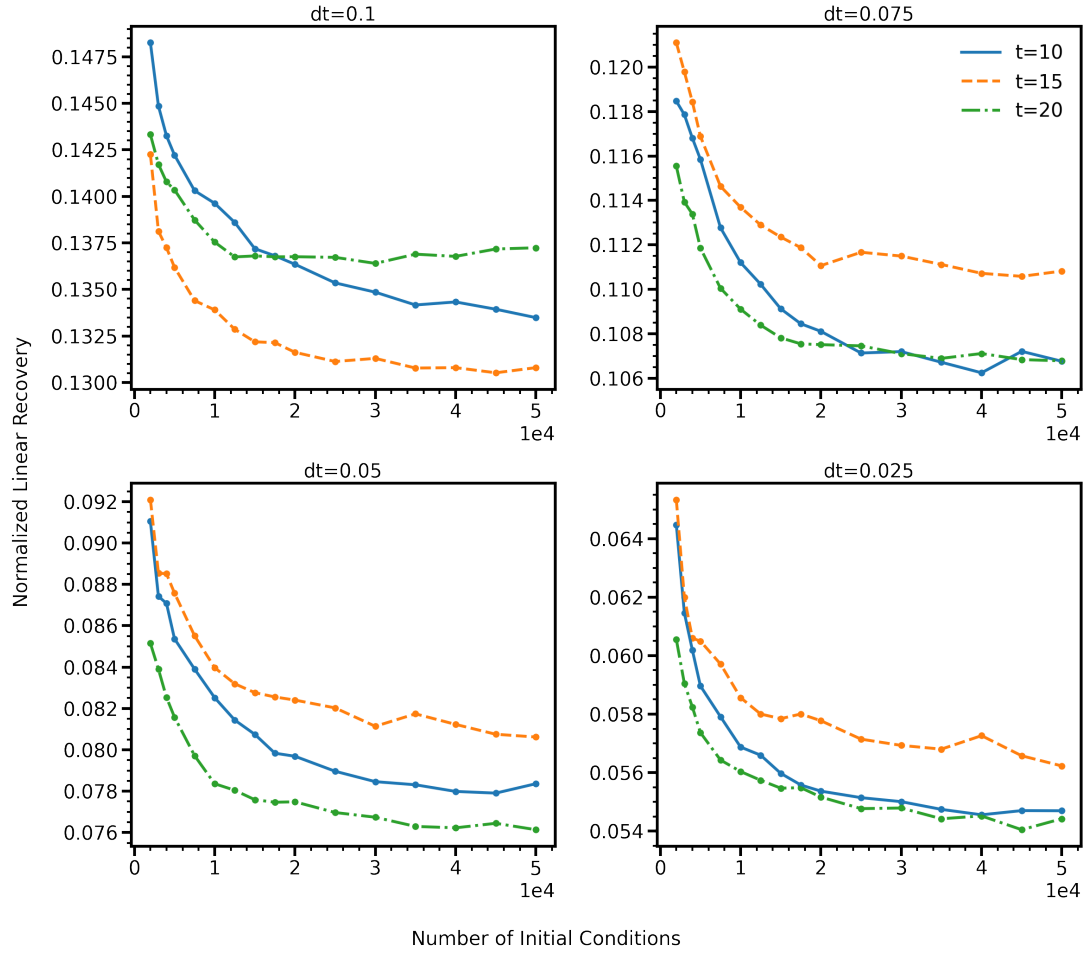 dt=0.1
0.1475
0.1450
0.1425
0.1400
0.1375
0.1350
0.1325
0.1300
0 1 2 3 4 5
1e4
dt=0.075
t=10
t=15
t=20
0.120
0.118
0.116
0.114
0.112
0.110
0.108
0.106
0 1 2 3 4 5
1e4
Normalized Linear Recovery
dt=0.05
0.092
0.090
0.088
0.086
0.084
0.082
0.080
0.078
0.076
0 1 2 3 4 5
1e4
dt=0.025
0.064
0.062
0.060
0.058
0.056
0.054
0 1 2 3 4 5
1e4
Number of Initial Conditions